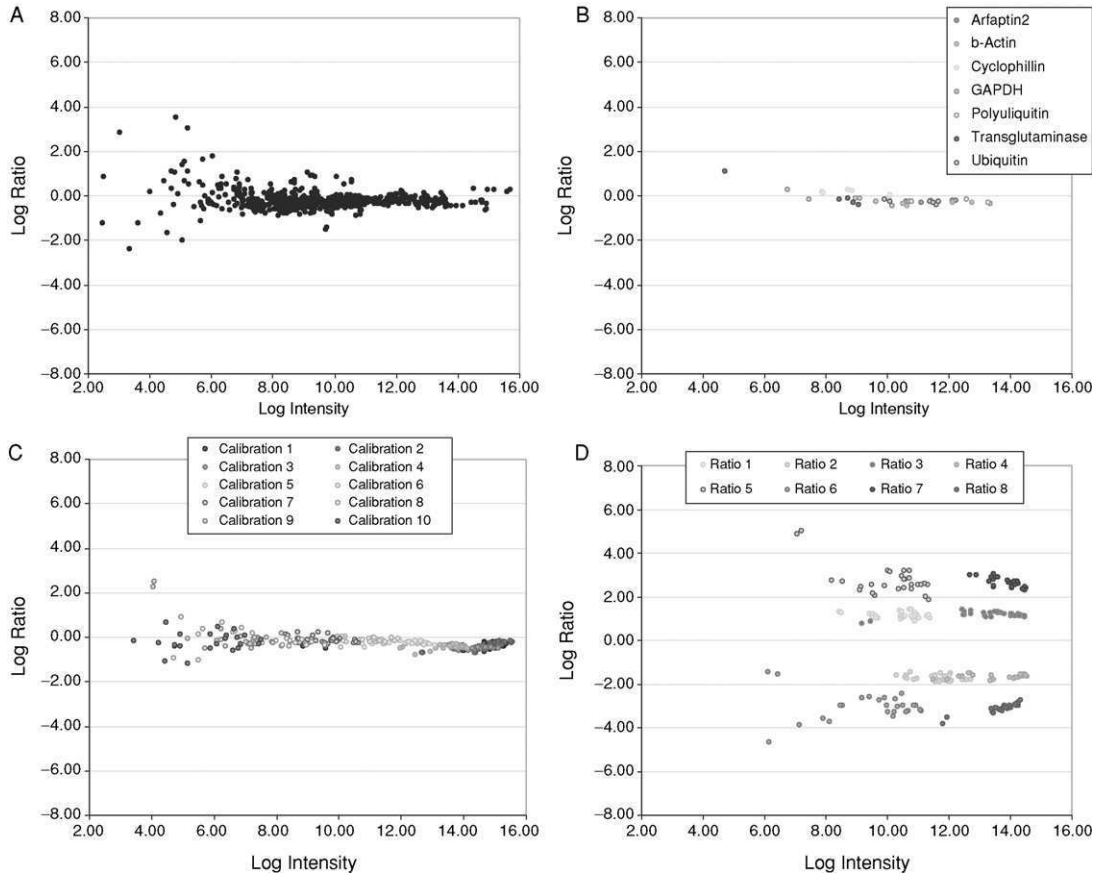 A
8.00
6.00
4.00
2.00
0.00
−2.00
−4.00
−6.00
−8.00
Log Ratio
2.00 4.00 6.00 8.00 10.00 12.00 14.00 16.00
Log Intensity
B
8.00
6.00
4.00
2.00
0.00
−2.00
−4.00
−6.00
−8.00
Log Ratio
Arfaptin2
b-Actin
Cyclophillin
GAPDH
Polyuliquitin
Transglutaminase
Ubiquitin
2.00 4.00 6.00 8.00 10.00 12.00 14.00 16.00
Log Intensity
C
8.00
6.00
4.00
2.00
0.00
−2.00
−4.00
−6.00
−8.00
Log Ratio
Calibration 1 Calibration 2
Calibration 3 Calibration 4
Calibration 5 Calibration 6
Calibration 7 Calibration 8
Calibration 9 Calibration 10
2.00 4.00 6.00 8.00 10.00 12.00 14.00 16.00
Log Intensity
D
8.00
6.00
4.00
2.00
0.00
−2.00
−4.00
−6.00
−8.00
Log Ratio
Ratio 1 Ratio 2 Ratio 3 Ratio 4
Ratio 5 Ratio 6 Ratio 7 Ratio 8
2.00 4.00 6.00 8.00 10.00 12.00 14.00 16.00
Log Intensity